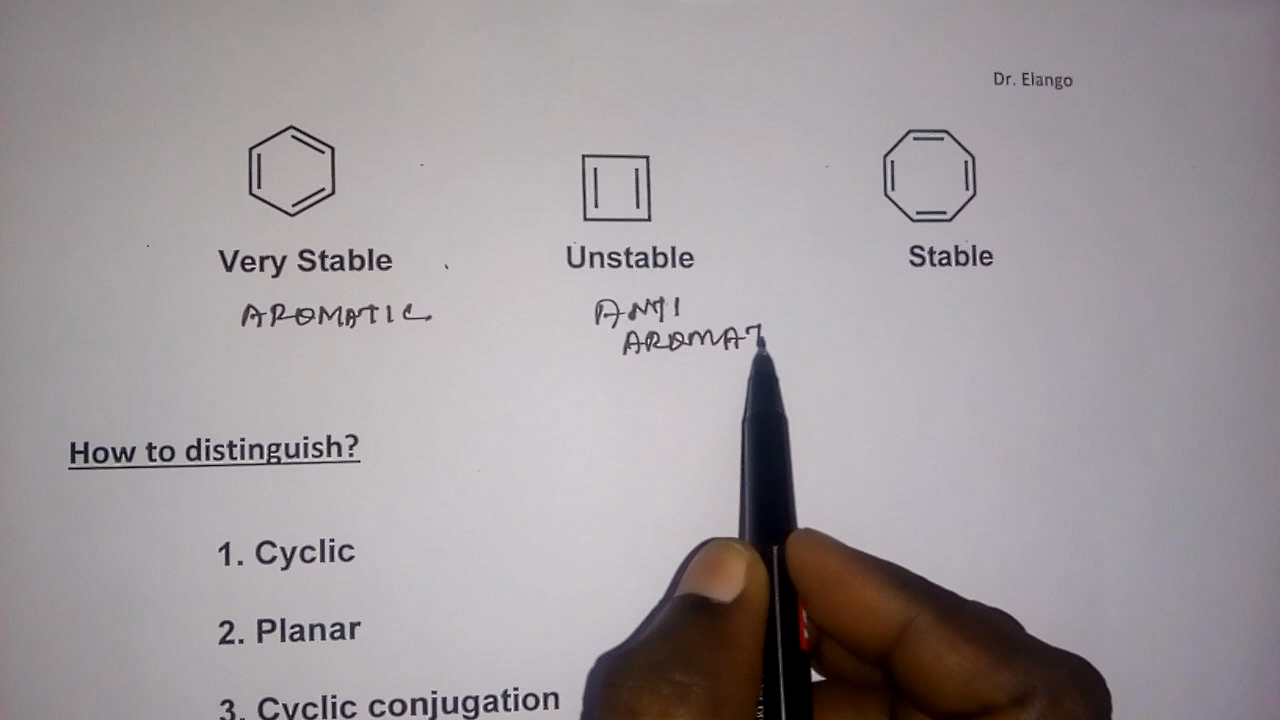 Dr. Elango
Very Stable
Unstable
Stable
AROMATIC
ANTI
AROMAT
How to distinguish?
1. Cyclic
2. Planar
3. Cyclic conjugation